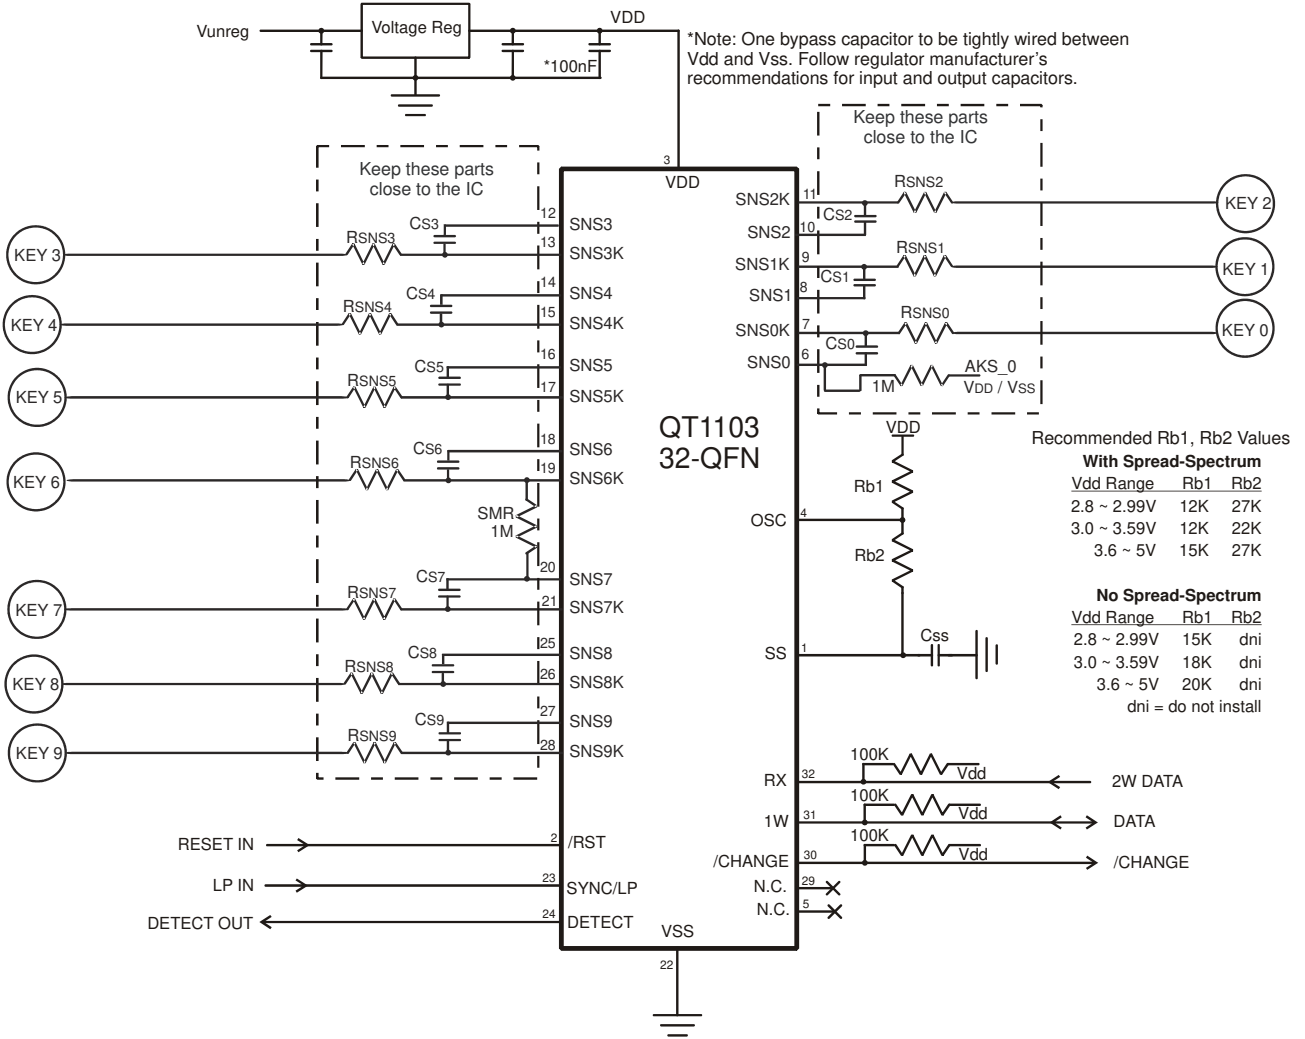 Vunreg
Voltage Reg
VDD
*100nF
*Note: One bypass capacitor to be tightly wired between
Vdd and Vss. Follow regulator manufacturer's
recommendations for input and output capacitors.
Keep these parts
close to the IC
Keep these parts
close to the IC
3
VDD
QT1103
32-QFN
KEY 3
RSNS3
CS3
12
SNS3
13
SNS3K
KEY 4
RSNS4
CS4
14
SNS4
15
SNS4K
KEY 5
RSNS5
CS5
16
SNS5
17
SNS5K
KEY 6
RSNS6
CS6
18
SNS6
19
SNS6K
SMR
1M
KEY 7
RSNS7
CS7
20
SNS7
21
SNS7K
KEY 8
RSNS8
CS8
25
SNS8
26
SNS8K
KEY 9
RSNS9
CS9
27
SNS9
28
SNS9K
RESET IN
2
/RST
LP IN
23
SYNC/LP
DETECT OUT
24
DETECT
VSS
22
SNS2K
11
RSNS2
KEY 2
SNS2
10
CS2
SNS1K
9
RSNS1
KEY 1
SNS1
8
CS1
SNS0K
7
RSNS0
KEY 0
SNS0
6
CS0
1M
AKS_0
VDD / VSS
VDD
Rb1
OSC
4
Rb2
SS
1
Css
Recommended Rb1, Rb2 Values
With Spread-Spectrum
Vdd Range Rb1 Rb2
2.8 ~ 2.99V 12K 27K
3.0 ~ 3.59V 12K 22K
3.6 ~ 5V 15K 27K
No Spread-Spectrum
Vdd Range Rb1 Rb2
2.8 ~ 2.99V 15K dni
3.0 ~ 3.59V 18K dni
3.6 ~ 5V 20K dni
dni = do not install
RX
32
100K
Vdd
2W DATA
1W
31
100K
Vdd
DATA
/CHANGE
30
100K
Vdd
/CHANGE
N.C.
29
N.C.
5